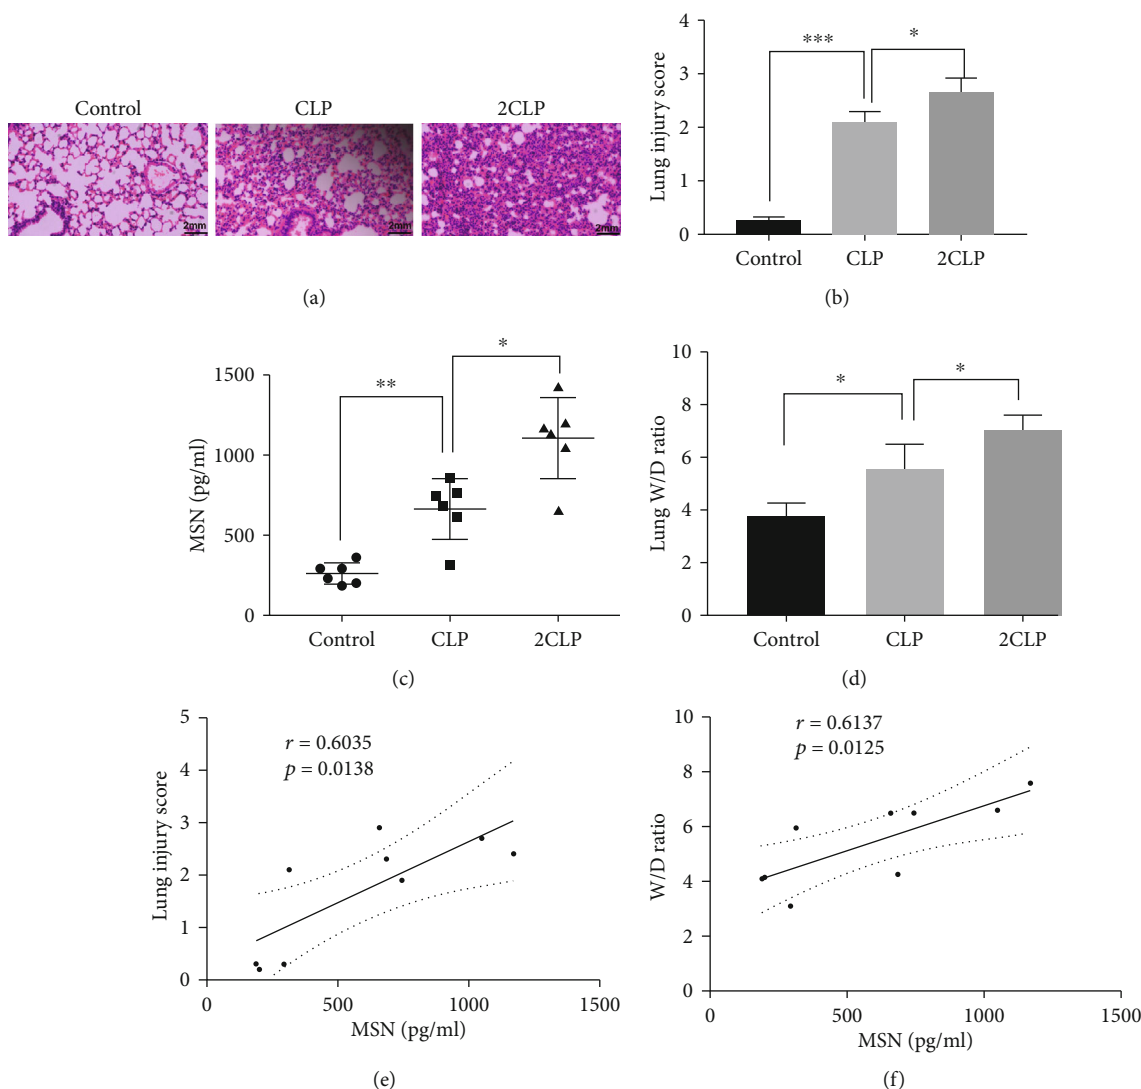 Control
CLP
2CLP
2mm
2mm
2mm
(a)
Lung injury score
4
3
2
1
0
***
*
Control
CLP
2CLP
(b)
MSN (pg/ml)
1500
1000
500
0
**
*
Control
CLP
2CLP
(c)
Lung W/D ratio
10
8
6
4
2
0
*
*
Control
CLP
2CLP
(d)
Lung injury score
5
4
3
2
1
0
r = 0.6035
p = 0.0138
0
500
1000
1500
MSN (pg/ml)
(e)
W/D ratio
10
8
6
4
2
0
r = 0.6137
p = 0.0125
0
500
1000
1500
MSN (pg/ml)
(f)